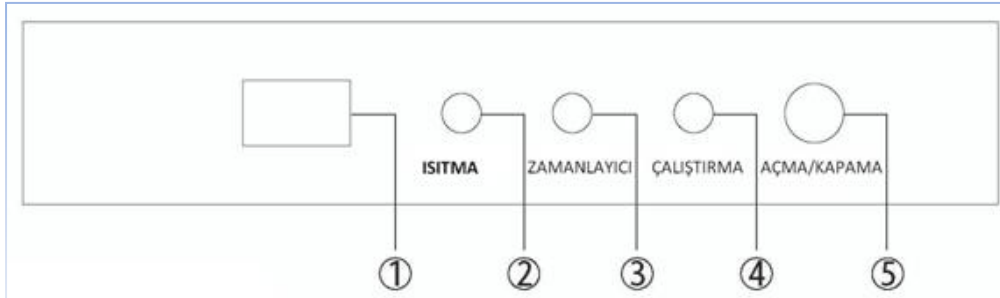 ISITMA ZAMANLAYICI ÇALIŞTIRMA AÇMA/KAPAMA
① ② ③ ④ ⑤